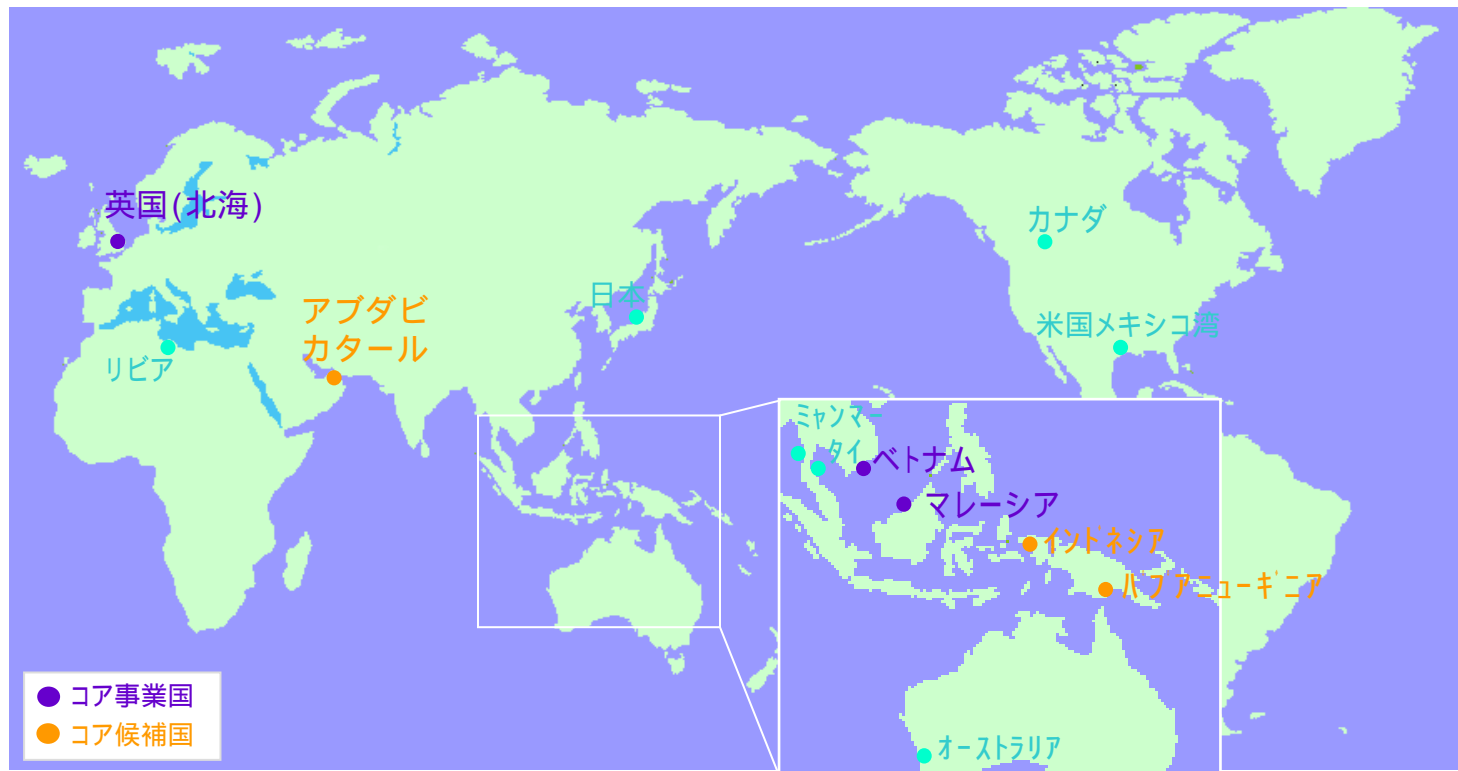 英国(北海)
カナダ
日本
アブダビ
カタール
米国メキシコ湾
リビア
ﾐｬﾝﾏｰ
タイ
ベトナム
マレーシア
ｲﾝﾄﾞﾈｼｱ
ﾊﾟﾌﾟｱﾆｭｰｷﾞﾆｱ
ｵｰｽﾄﾗﾘｱ
コア事業国
コア候補国